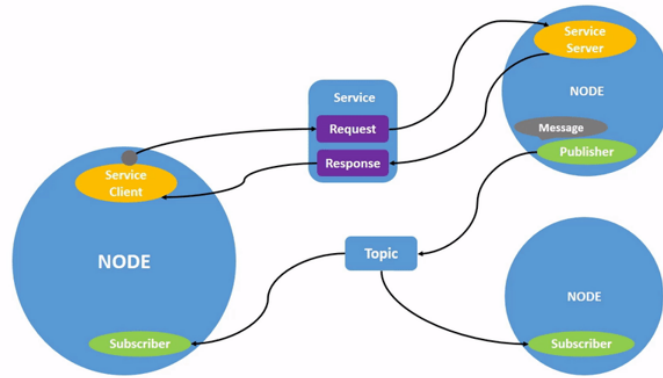 Service
Server
NODE
Message
Publisher
Service
Request
Response
Service
Client
NODE
Subscriber
Topic
NODE
Subscriber